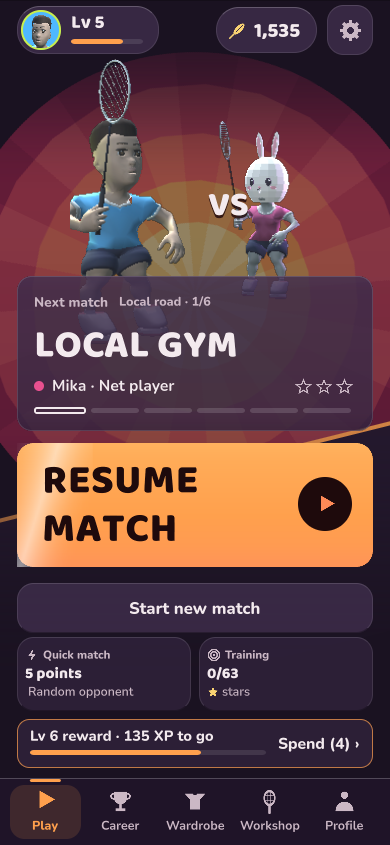 Lv 5
1,535
VS
Next match Local road · 1/6
LOCAL GYM
Mika · Net player
RESUME
MATCH
Start new match
Quick match
5 points
Random opponent
Training
0/63
stars
Lv 6 reward · 135 XP to go
Spend (4) ›
Play
Career
Wardrobe
Workshop
Profile